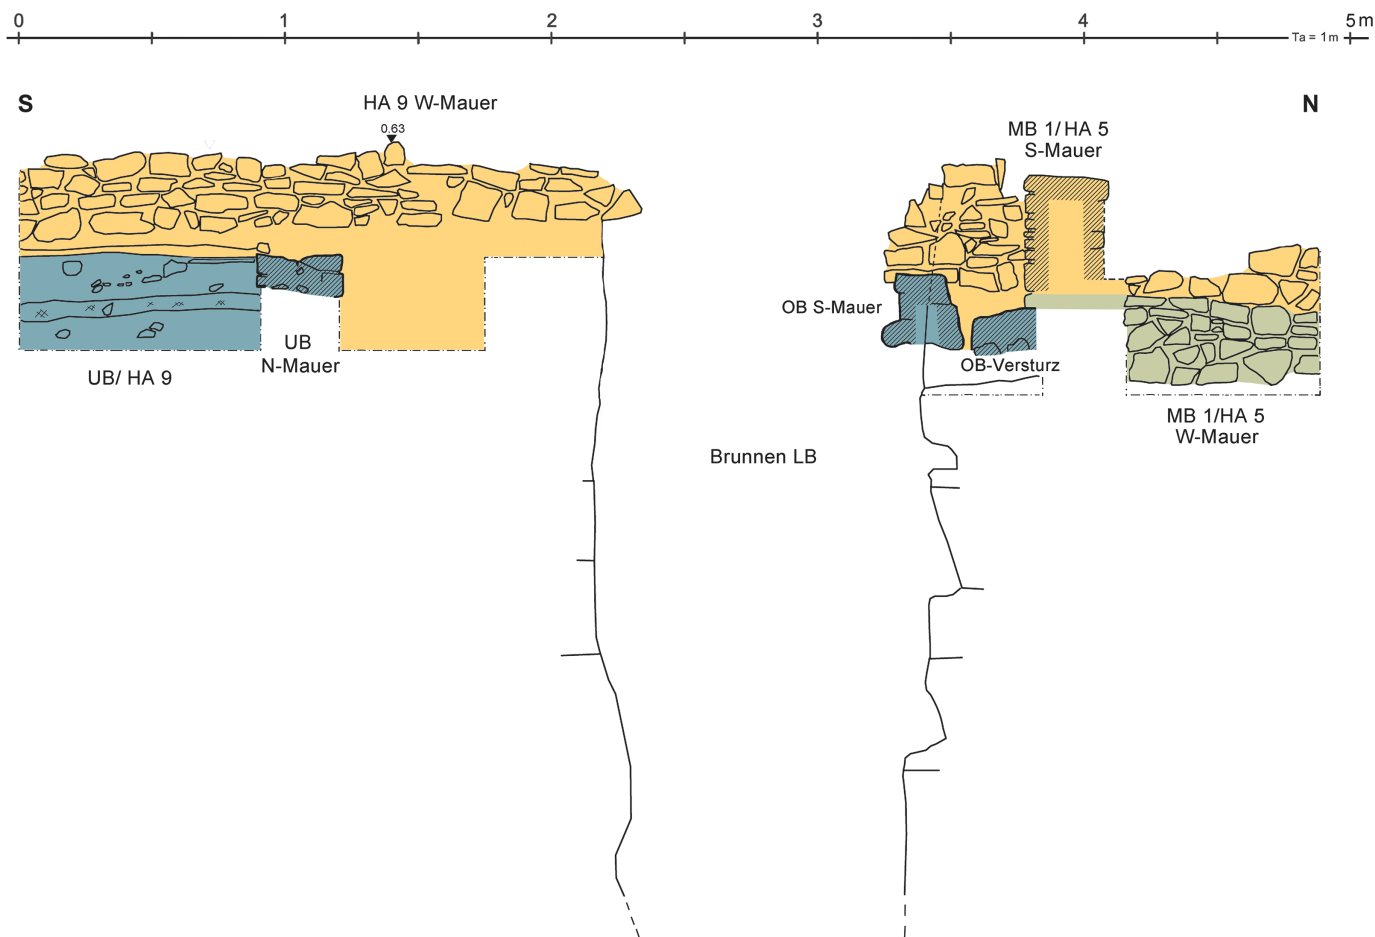 0 1 2 3 4 5 m
Ta = 1 m
S
N
HA 9 W-Mauer
0.63
MB 1/ HA 5
S-Mauer
OB S-Mauer
UB
N-Mauer
UB/ HA 9
OB-Versturz
MB 1/HA 5
W-Mauer
Brunnen LB